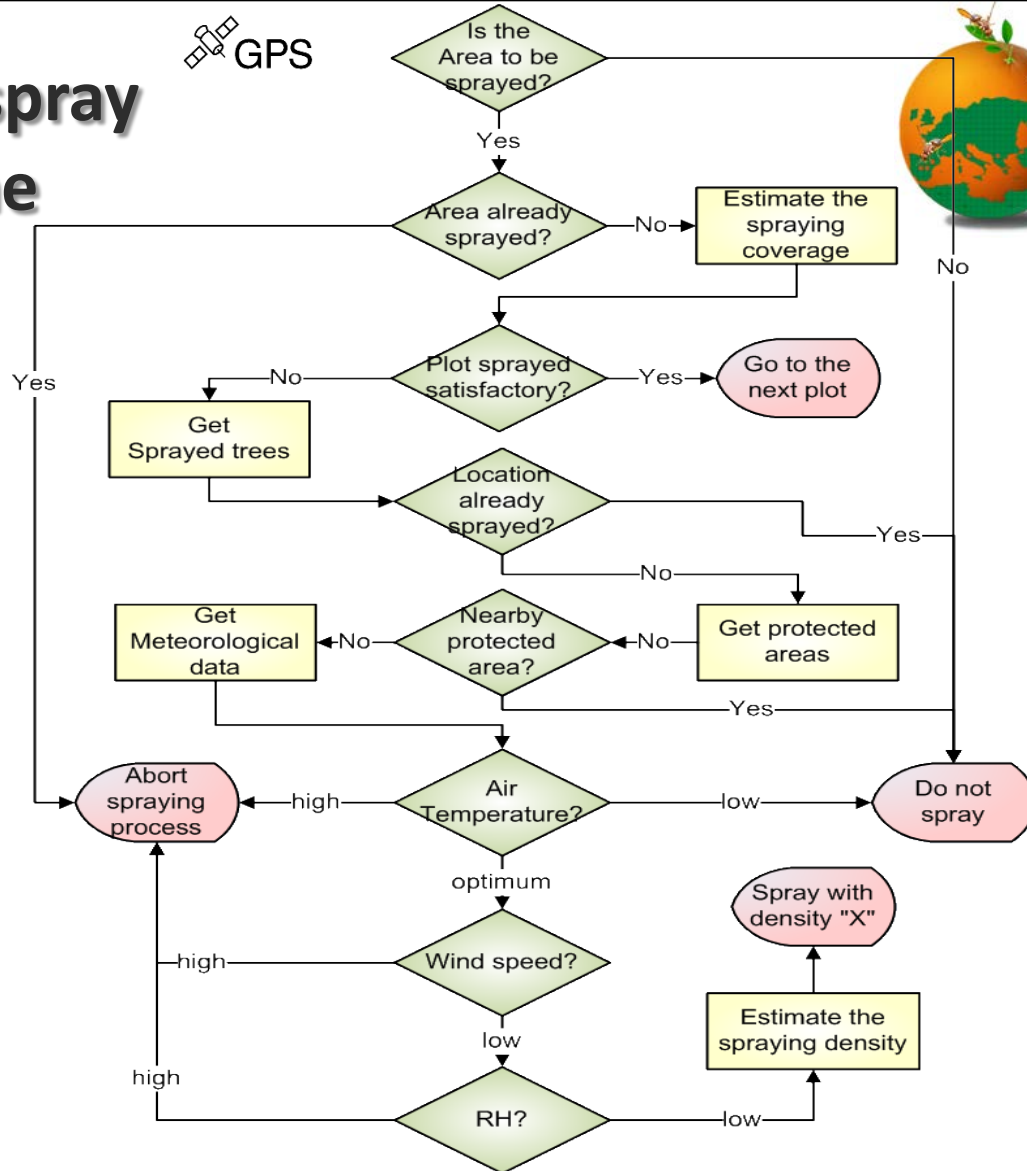 GPS
spray
Is the
Area to be
sprayed?
Yes
No
Area already
sprayed?
No
Estimate the
spraying
coverage
Yes
Plot sprayed
satisfactory?
No
Yes
Go to the
next plot
Get
Sprayed trees
Location
already
sprayed?
Yes
No
Get
Meteorological
data
No
Nearby
protected
area?
No
Get protected
areas
Yes
Abort
spraying
process
high
Air
Temperature?
low
Do not
spray
optimum
Spray with
density "X"
high
Wind speed?
low
Estimate the
spraying density
high
RH?
low